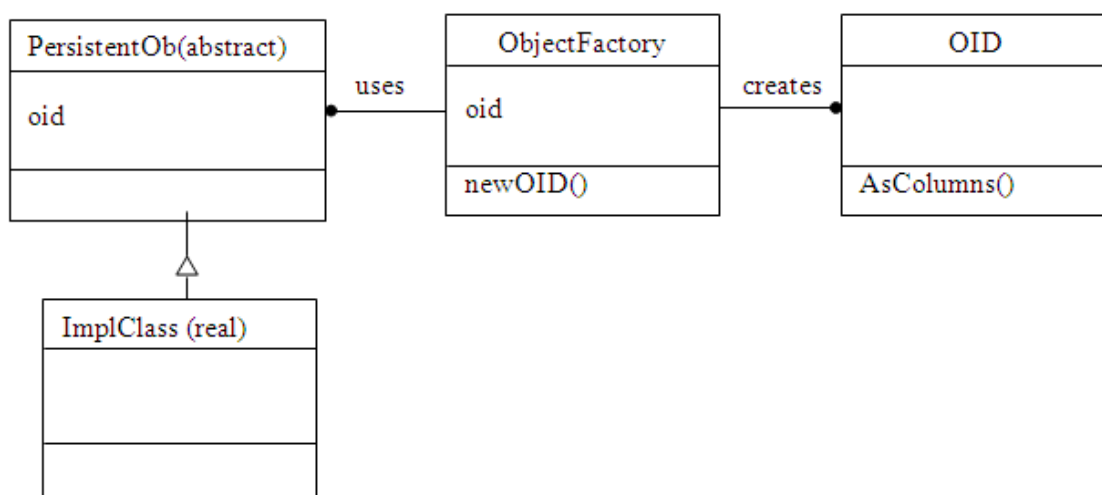 PersistentOb(abstract)
oid
uses
ObjectFactory
oid
newOID()
creates
OID
AsColumns()
ImplClass (real)